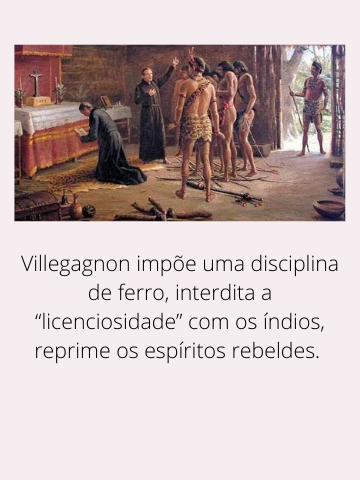 Villegagnon impõe uma disciplina
de ferro, interdita a
“licenciosidade” com os índios,
reprime os espíritos rebeldes.